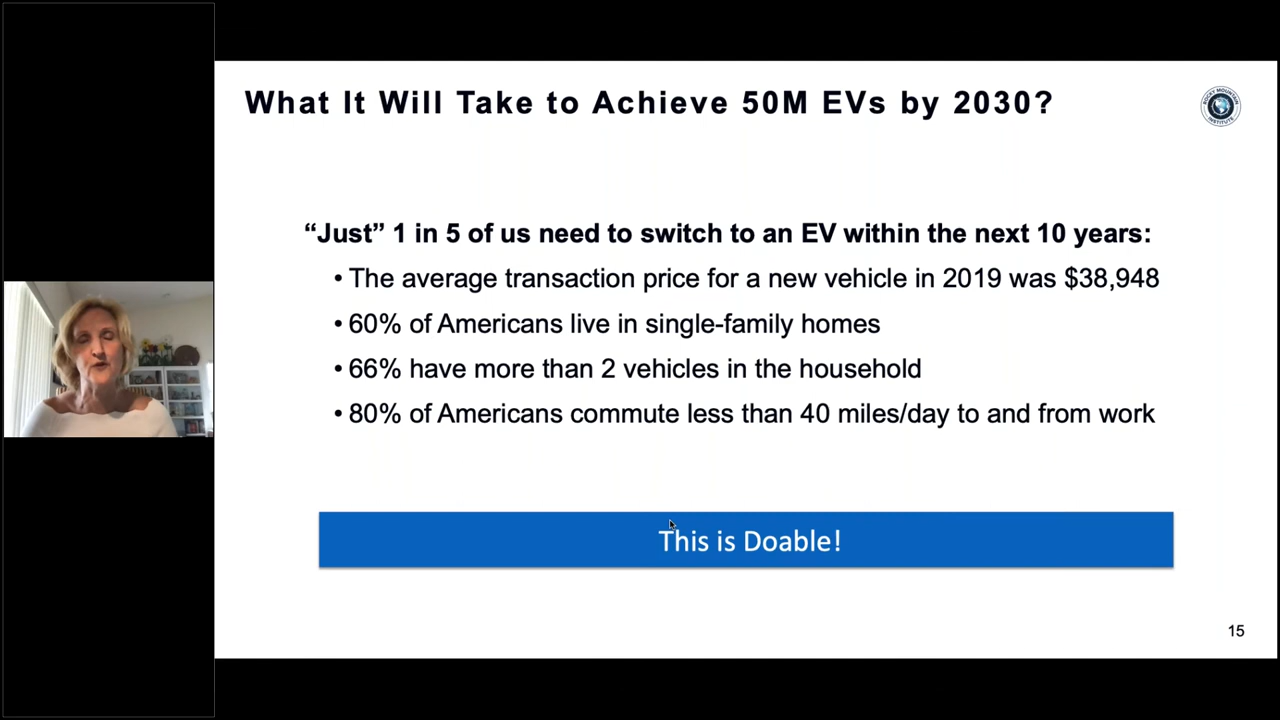 What It Will Take to Achieve 50M EVs by 2030?
ROCKY MOUNTAIN
INSTITUTE
“Just” 1 in 5 of us need to switch to an EV within the next 10 years:
• The average transaction price for a new vehicle in 2019 was $38,948
• 60% of Americans live in single-family homes
• 66% have more than 2 vehicles in the household
• 80% of Americans commute less than 40 miles/day to and from work
This is Doable!
15